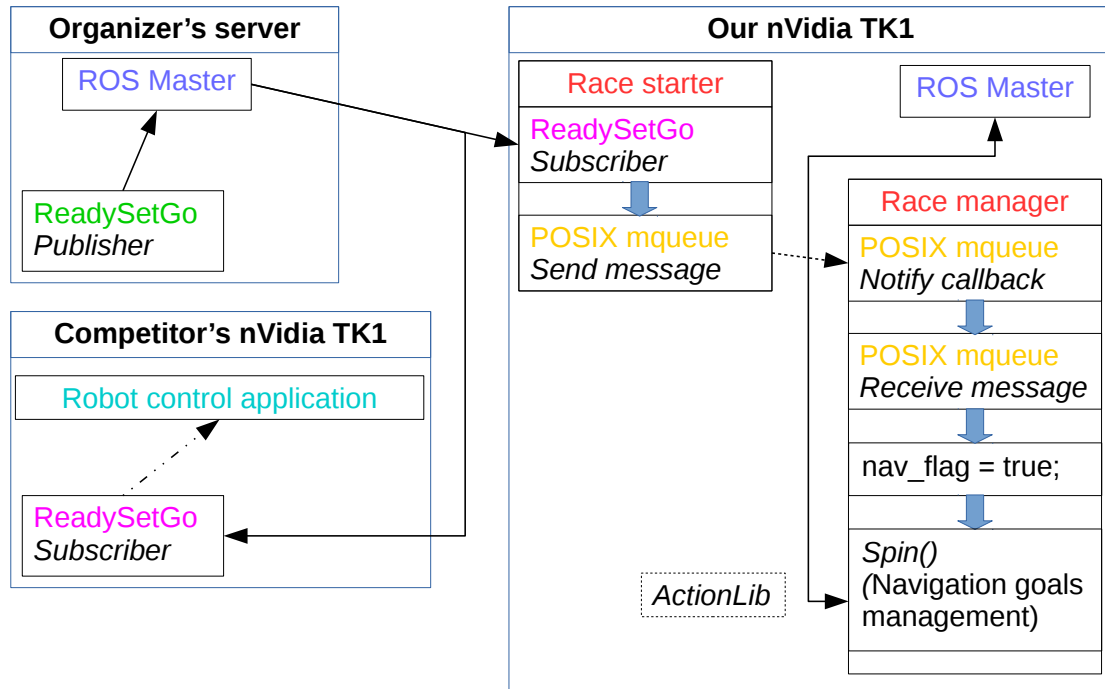 Organizer’s server
ROS Master
ReadySetGo
Publisher
Competitor’s nVidia TK1
Robot control application
ReadySetGo
Subscriber
Our nVidia TK1
Race starter
ReadySetGo
Subscriber
POSIX mqueue
Send message
ROS Master
Race manager
POSIX mqueue
Notify callback
POSIX mqueue
Receive message
nav_flag = true;
Spin()
(Navigation goals
management)
ActionLib